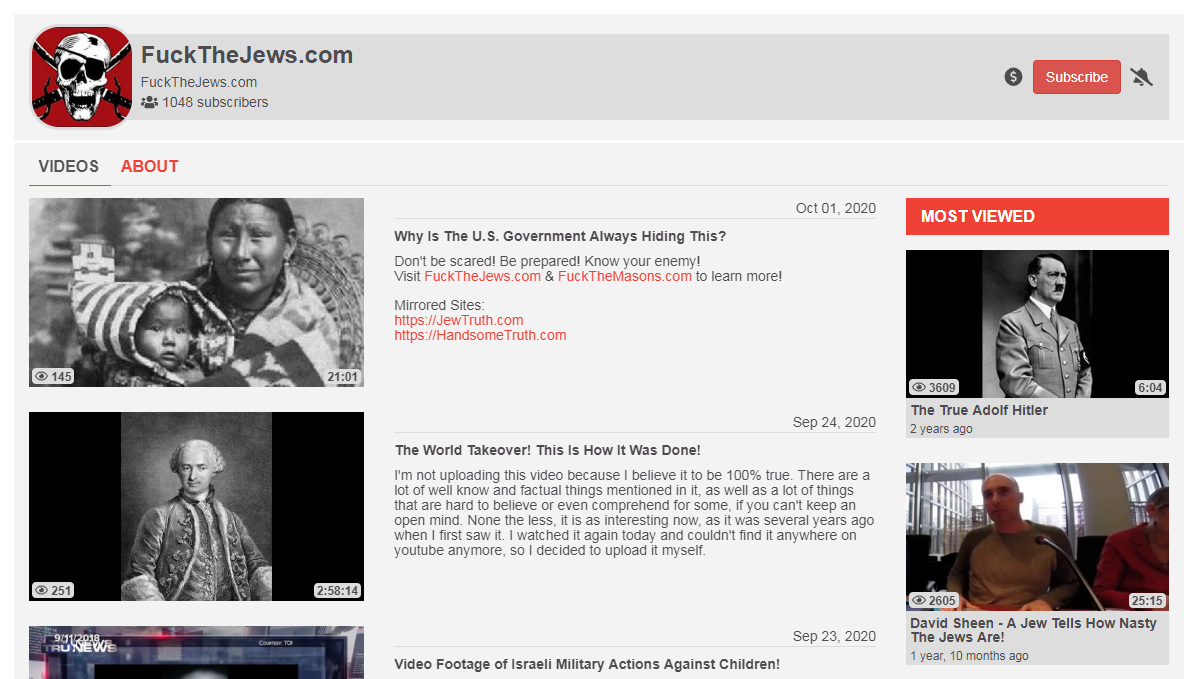 FuckTheJews.com
FuckTheJews.com
1048 subscribers
Subscribe
VIDEOS
ABOUT
145
21:01
Oct 01, 2020
Why Is The U.S. Government Always Hiding This?
Don't be scared! Be prepared! Know your enemy!
Visit FuckTheJews.com & FuckTheMasons.com to learn more!
Mirrored Sites:
https://JewTruth.com
https://HandsomeTruth.com
251
2:58:14
Sep 24, 2020
The World Takeover! This Is How It Was Done!
I'm not uploading this video because I believe it to be 100% true. There are a
lot of well know and factual things mentioned in it, as well as a lot of things
that are hard to believe or even comprehend for some, if you can't keep an
open mind. None the less, it is as interesting now, as it was several years ago
when I first saw it. I watched it again today and couldn't find it anywhere on
youtube anymore, so I decided to upload it myself.
9/11/2018
TRUNEWS
Courtesy: TOI
Sep 23, 2020
Video Footage of Israeli Military Actions Against Children!
MOST VIEWED
3609
6:04
The True Adolf Hitler
2 years ago
2605
25:15
David Sheen - A Jew Tells How Nasty
The Jews Are!
1 year, 10 months ago